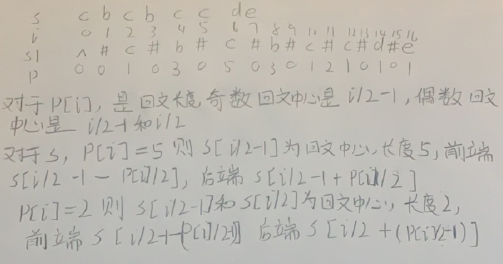 s c b c b c c d e
i 0 1 2 3 4 5 6 7 8 9 10 11 12 13 14 15 16
s1 ^ # c # b # c # b # c # c # d # e
p 0 0 1 0 3 0 5 0 3 0 1 2 1 0 1 0 1
对于P[i],是回文长度,奇数回文中心是 i/2-1,偶数回文
中心是 i/2-1和i/2
对于s, P[i]=5 则 s[i/2-1]为回文中心,长度5,前端
s[i/2-1-P[i]/2],后端 s[i/2-1+P[i]/2]
P[i]=2 则 s[i/2-1]和s[i/2]为回文中心,长度2,
前端 s[i/2-1-(P[i]/2-1)] 后端 s[i/2+(P[i]/2-1)]